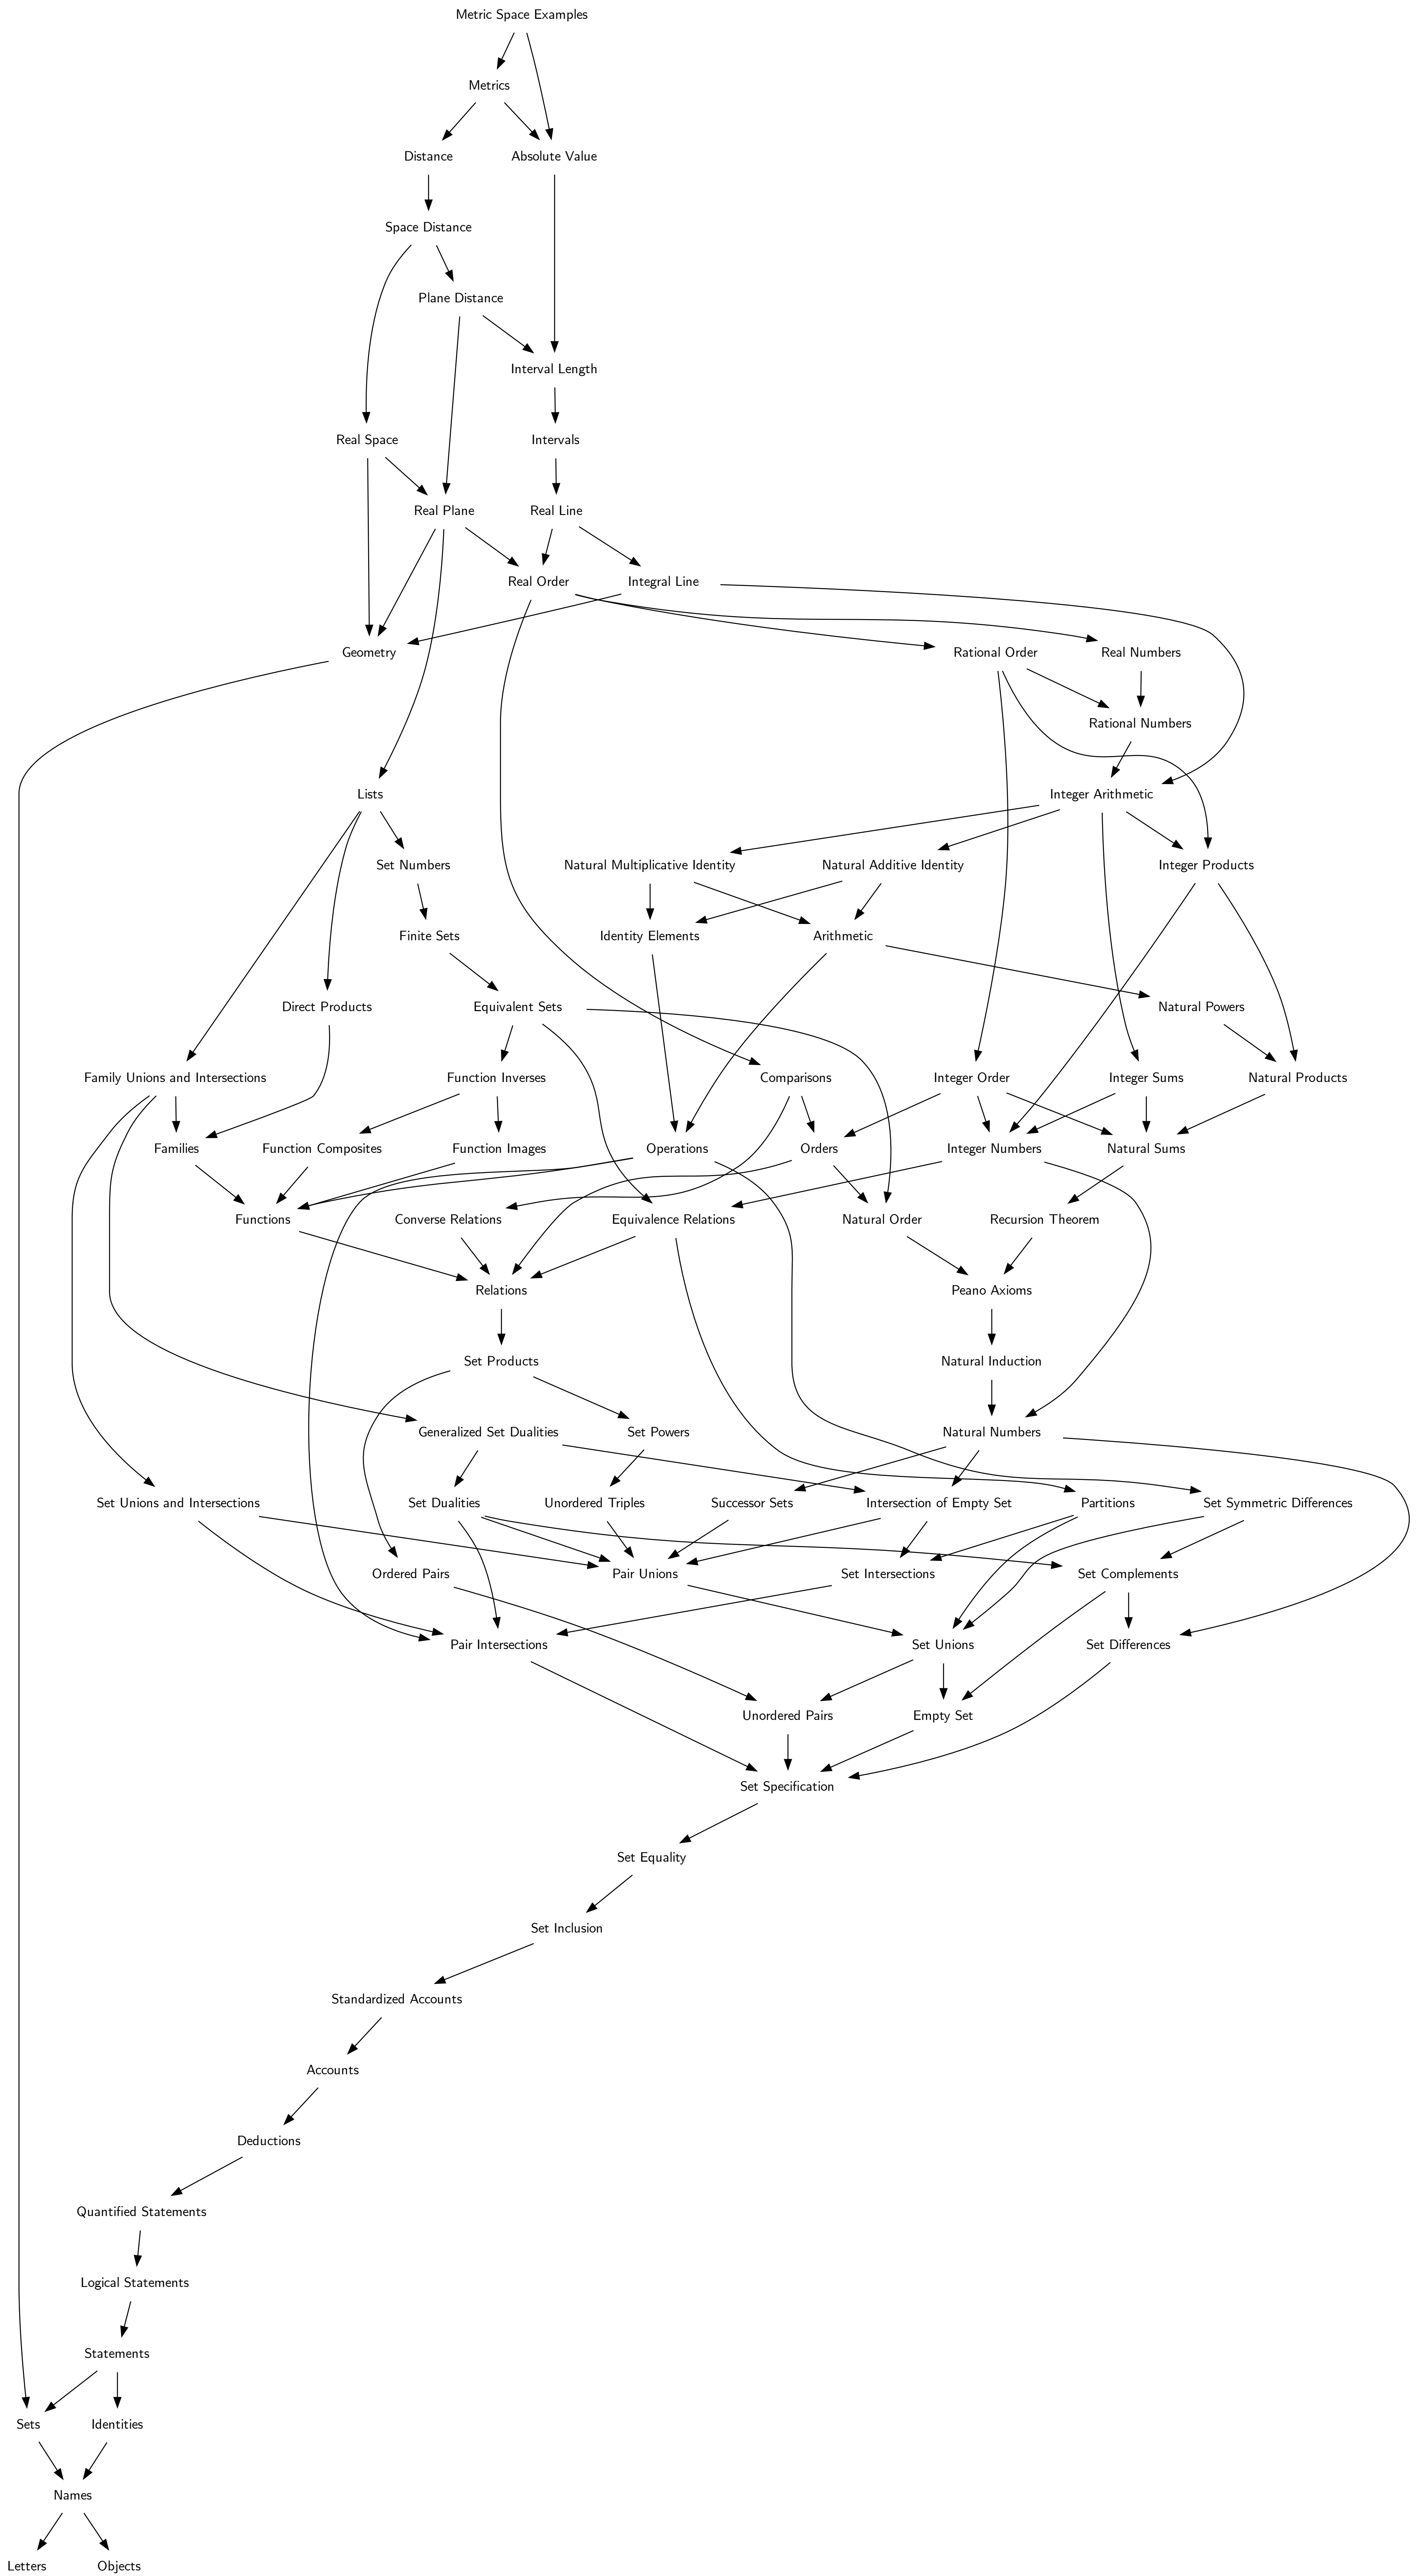 Metric Space Examples
Metrics
Distance
Absolute Value
Space Distance
Plane Distance
Interval Length
Real Space
Intervals
Real Plane
Real Line
Real Order
Integral Line
Geometry
Rational Order
Real Numbers
Rational Numbers
Lists
Integer Arithmetic
Set Numbers
Natural Multiplicative Identity
Natural Additive Identity
Integer Products
Finite Sets
Identity Elements
Arithmetic
Direct Products
Equivalent Sets
Natural Powers
Family Unions and Intersections
Function Inverses
Comparisons
Integer Order
Integer Sums
Natural Products
Families
Function Composites
Function Images
Operations
Orders
Integer Numbers
Natural Sums
Functions
Converse Relations
Equivalence Relations
Natural Order
Recursion Theorem
Relations
Peano Axioms
Set Products
Natural Induction
Generalized Set Dualities
Set Powers
Natural Numbers
Set Unions and Intersections
Set Dualities
Unordered Triples
Successor Sets
Intersection of Empty Set
Partitions
Set Symmetric Differences
Ordered Pairs
Pair Unions
Set Intersections
Set Complements
Pair Intersections
Set Unions
Set Differences
Unordered Pairs
Empty Set
Set Specification
Set Equality
Set Inclusion
Standardized Accounts
Accounts
Deductions
Quantified Statements
Logical Statements
Statements
Sets
Identities
Names
Letters
Objects